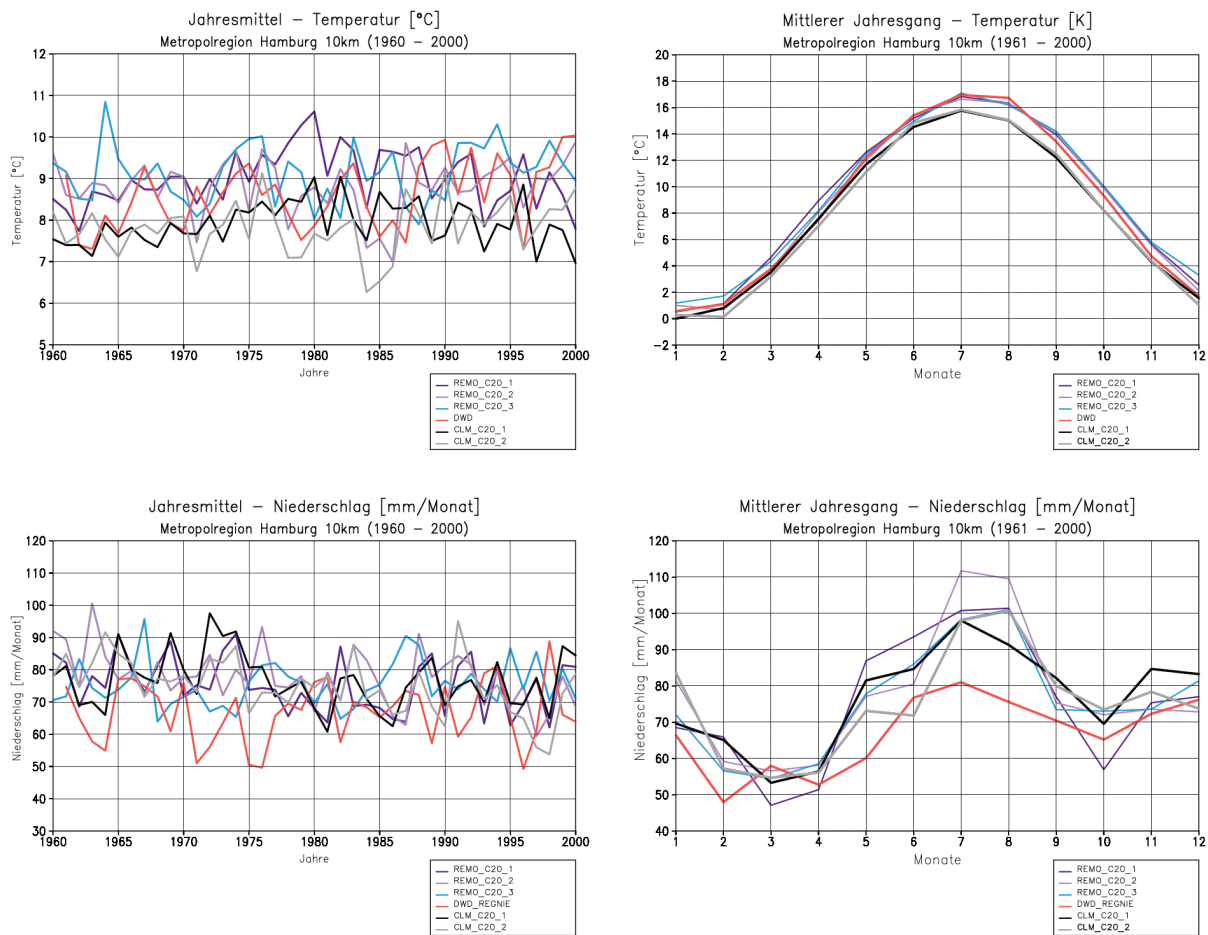 Jahresmittel – Temperatur [°C]
Metropolregion Hamburg 10km (1960 – 2000)
Temperatur [°C]
12
11
10
9
8
7
6
5
1960 1965 1970 1975 1980 1985 1990 1995 2000
Jahre
REMO_C20_1
REMO_C20_2
REMO_C20_3
DWD
CLM_C20_1
CLM_C20_2
Mittlerer Jahresgang – Temperatur [K]
Metropolregion Hamburg 10km (1961 – 2000)
Temperatur [°C]
20
18
16
14
12
10
8
6
4
2
0
−2
1 2 3 4 5 6 7 8 9 10 11 12
Monate
REMO_C20_1
REMO_C20_2
REMO_C20_3
DWD
CLM_C20_1
CLM_C20_2
Jahresmittel – Niederschlag [mm/Monat]
Metropolregion Hamburg 10km (1960 – 2000)
Niederschlag [mm/Monat]
120
110
100
90
80
70
60
50
40
30
1960 1965 1970 1975 1980 1985 1990 1995 2000
Jahre
REMO_C20_1
REMO_C20_2
REMO_C20_3
DWD_REGNIE
CLM_C20_1
CLM_C20_2
Mittlerer Jahresgang – Niederschlag [mm/Monat]
Metropolregion Hamburg 10km (1961 – 2000)
Niederschlag [mm/Monat]
120
110
100
90
80
70
60
50
40
1 2 3 4 5 6 7 8 9 10 11 12
Monate
REMO_C20_1
REMO_C20_2
REMO_C20_3
DWD_REGNIE
CLM_C20_1
CLM_C20_2